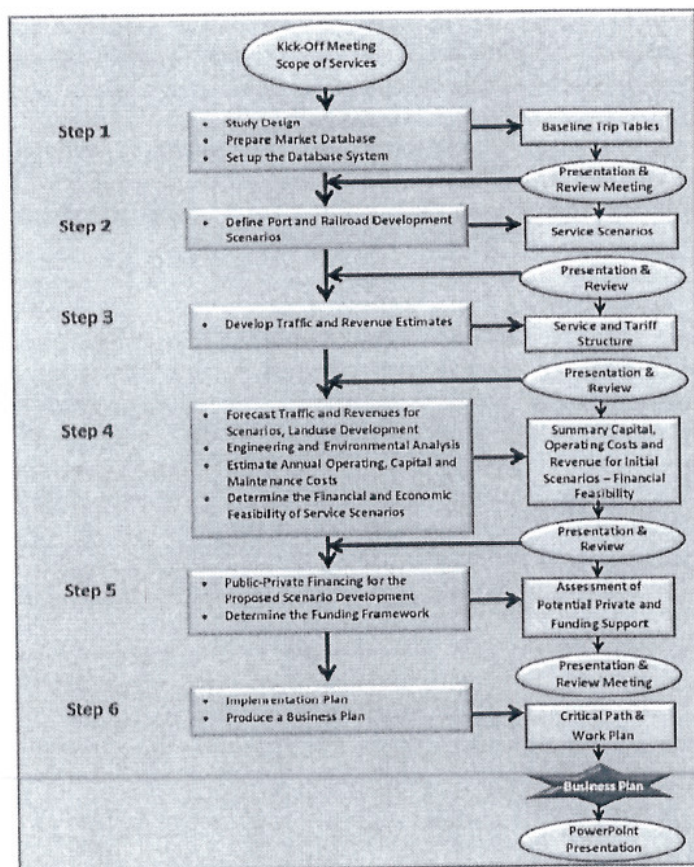 Kick-Off Meeting
Scope of Services
Step 1
• Study Design
• Prepare Market Database
• Set up the Database System
Baseline Trip Tables
Presentation &
Review Meeting
Step 2
• Define Port and Railroad Development
Scenarios
Service Scenarios
Presentation &
Review
Step 3
• Develop Traffic and Revenue Estimates
Service and Tariff
Structure
Presentation &
Review
Step 4
• Forecast Traffic and Revenues for
Scenarios, Landuse Development
• Engineering and Environmental Analysis
• Estimate Annual Operating, Capital and
Maintenance Costs
• Determine the Financial and Economic
Feasibility of Service Scenarios
Summary Capital,
Operating Costs and
Revenue for Initial
Scenarios – Financial
Feasibility
Presentation &
Review
Step 5
• Public-Private Financing for the
Proposed Scenario Development
• Determine the Funding Framework
Assessment of
Potential Private and
Funding Support
Presentation &
Review Meeting
Step 6
• Implementation Plan
• Produce a Business Plan
Critical Path &
Work Plan
Business Plan
PowerPoint
Presentation